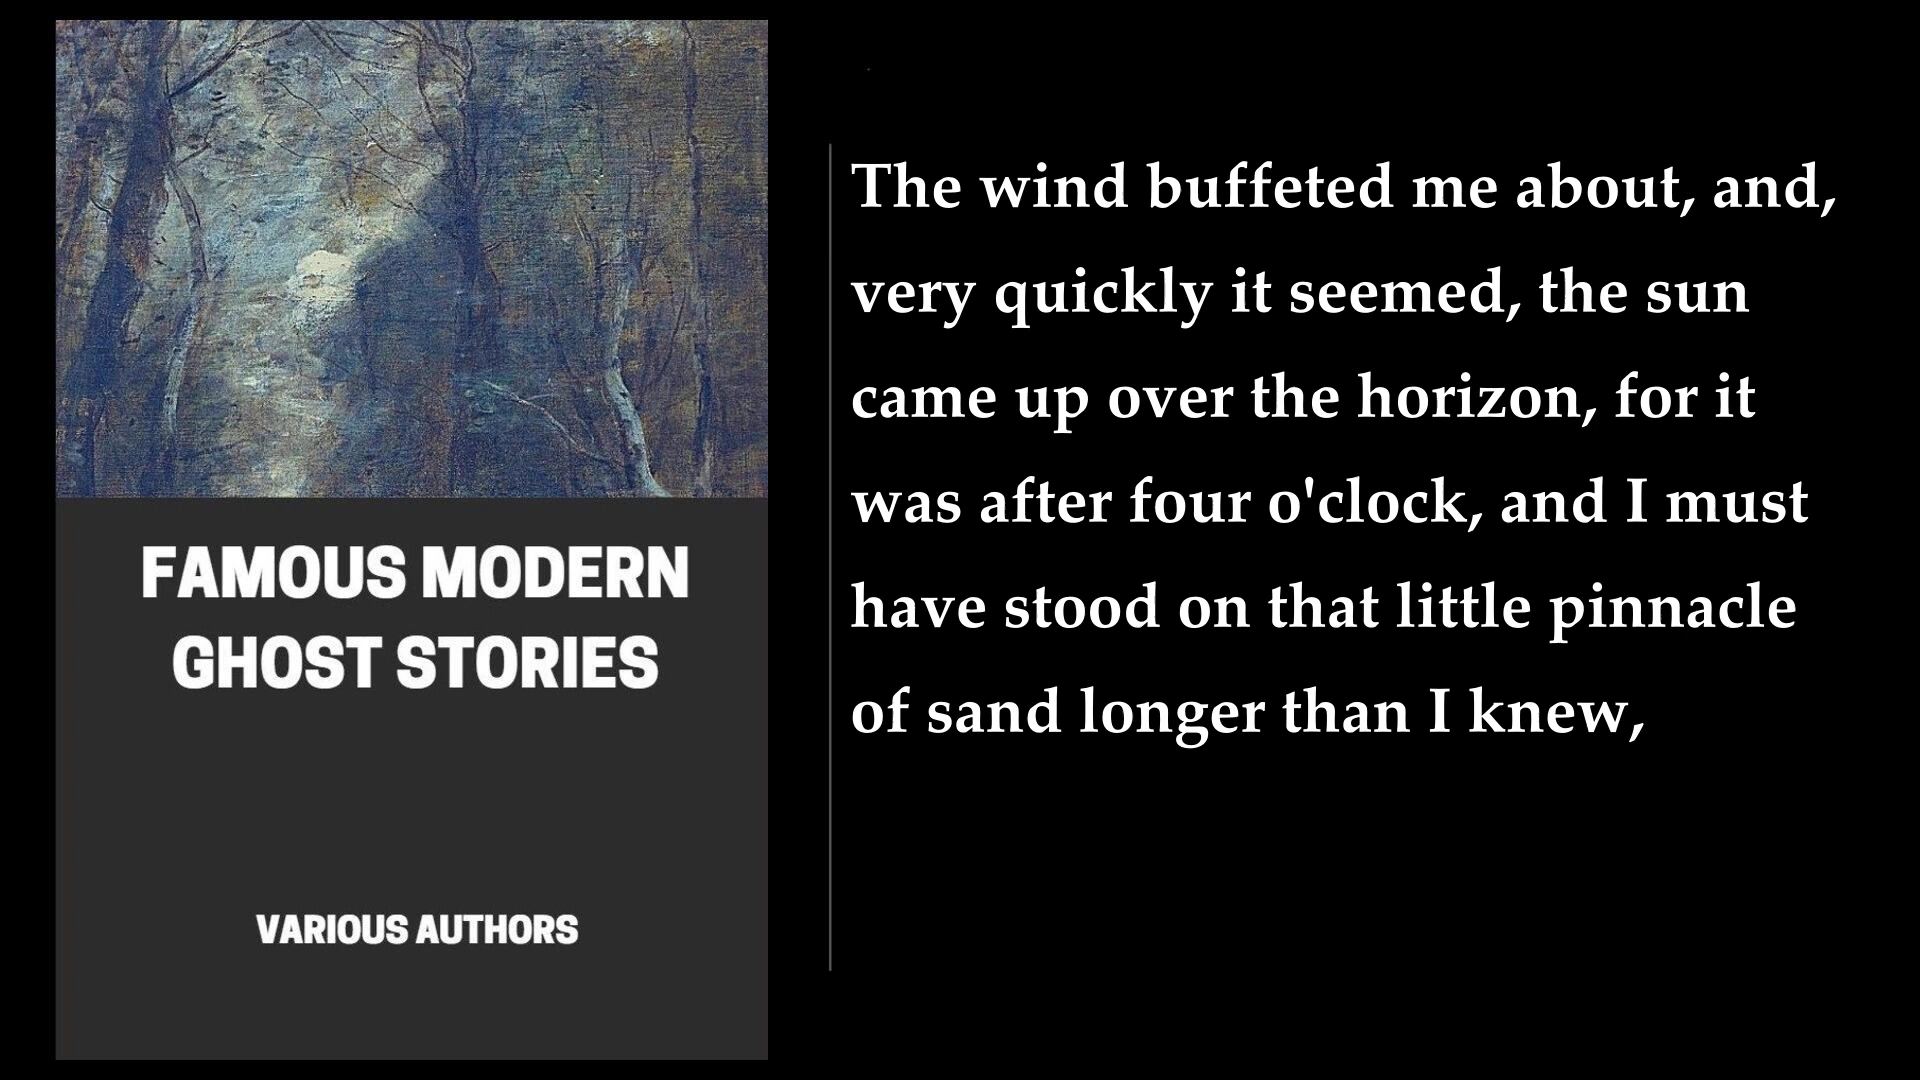 FAMOUS MODERN
GHOST STORIES
VARIOUS AUTHORS
The wind buffeted me about, and,
very quickly it seemed, the sun
came up over the horizon, for it
was after four o'clock, and I must
have stood on that little pinnacle
of sand longer than I knew,